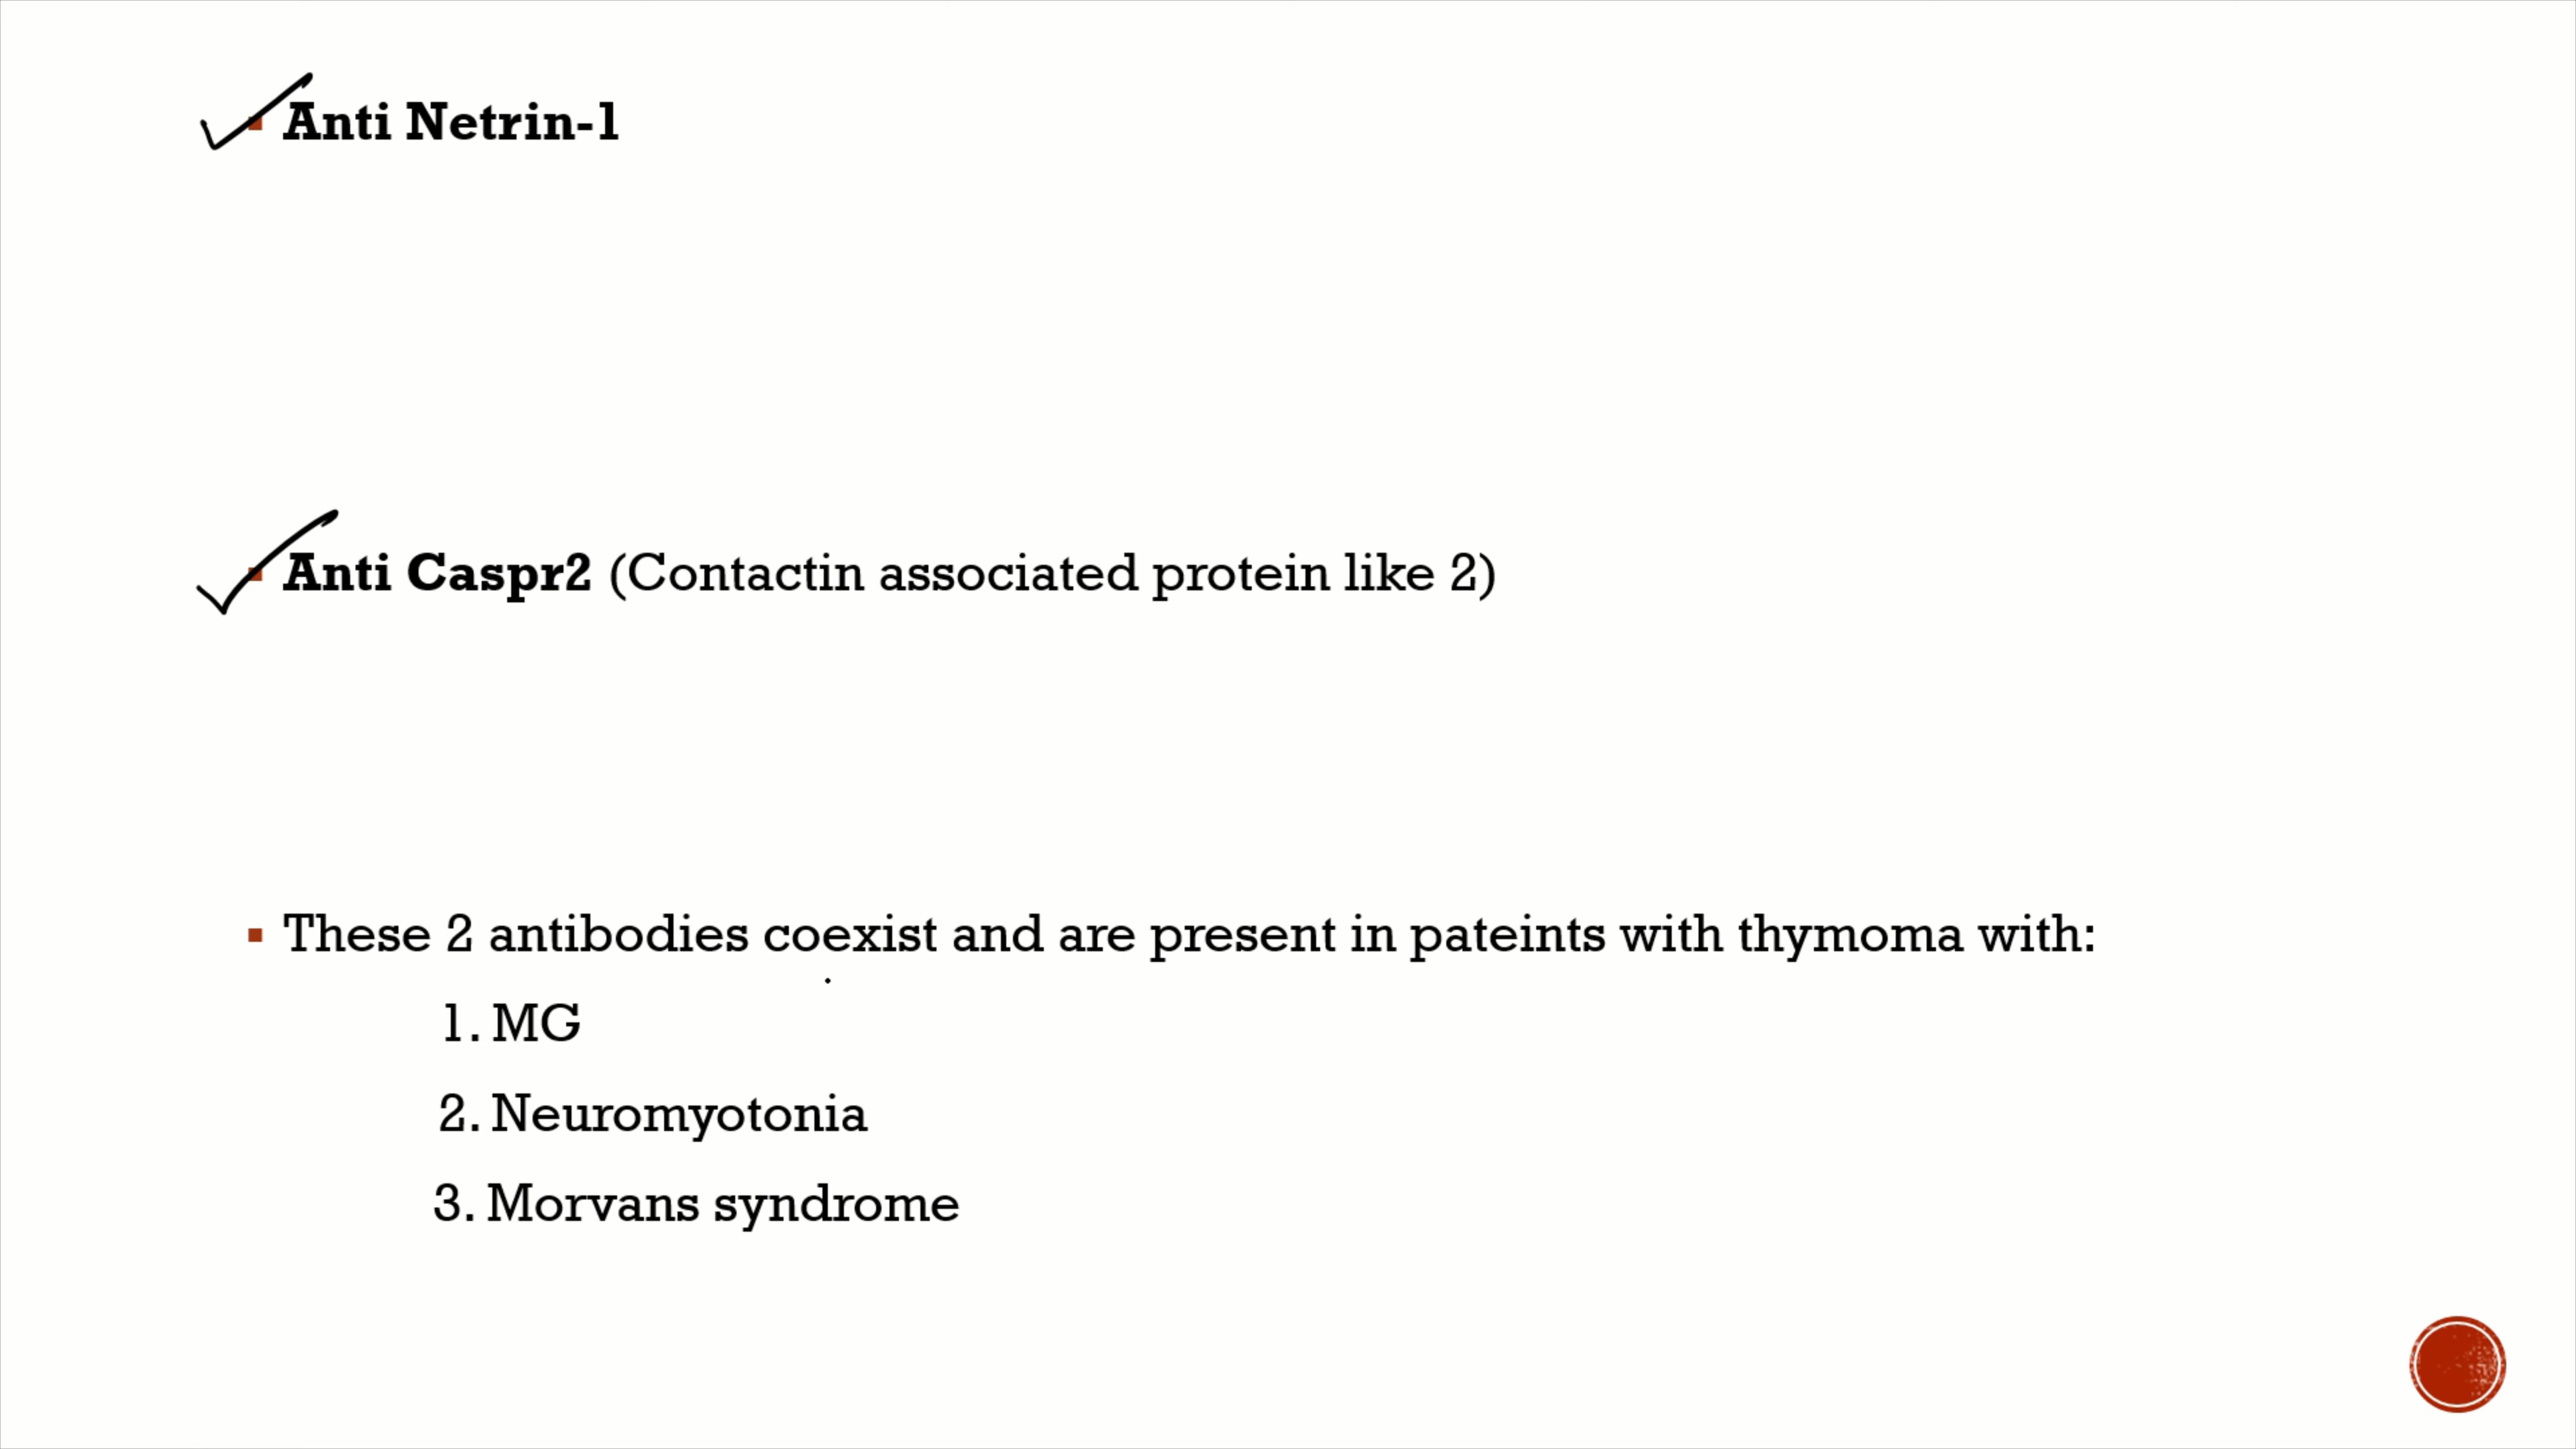 Anti Netrin-1
Anti Caspr2 (Contactin associated protein like 2)
These 2 antibodies coexist and are present in pateints with thymoma with:
1. MG
2. Neuromyotonia
3. Morvans syndrome